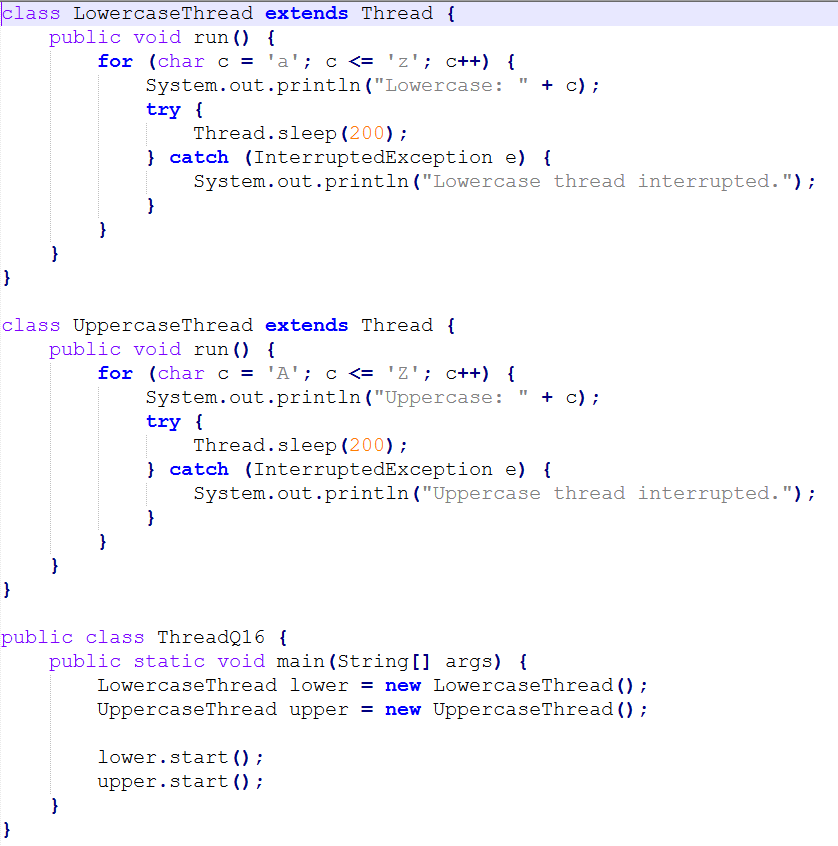 class LowercaseThread extends Thread {
    public void run() {
        for (char c = 'a'; c <= 'z'; c++) {
            System.out.println("Lowercase: " + c);
            try {
                Thread.sleep(200);
            } catch (InterruptedException e) {
                System.out.println("Lowercase thread interrupted.");
            }
        }
    }
}

class UppercaseThread extends Thread {
    public void run() {
        for (char c = 'A'; c <= 'Z'; c++) {
            System.out.println("Uppercase: " + c);
            try {
                Thread.sleep(200);
            } catch (InterruptedException e) {
                System.out.println("Uppercase thread interrupted.");
            }
        }
    }
}

public class ThreadQ16 {
    public static void main(String[] args) {
        LowercaseThread lower = new LowercaseThread();
        UppercaseThread upper = new UppercaseThread();

        lower.start();
        upper.start();
    }
}